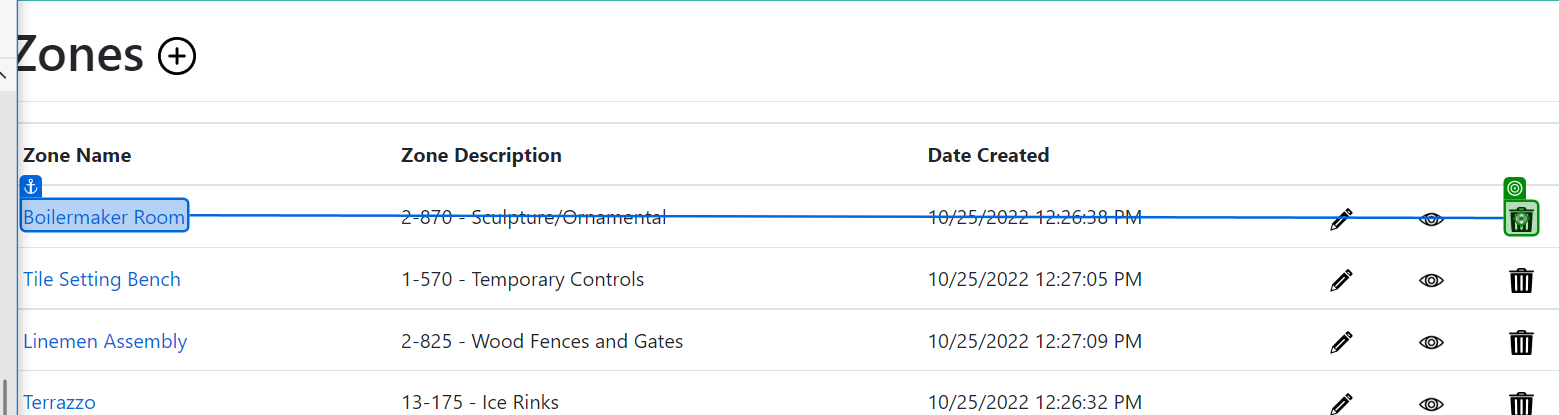 Zones
Zone Name Zone Description Date Created
Boilermaker Room 2-870 - Sculpture/Ornamental 10/25/2022 12:26:38 PM
Tile Setting Bench 1-570 - Temporary Controls 10/25/2022 12:27:05 PM
Linemen Assembly 2-825 - Wood Fences and Gates 10/25/2022 12:27:09 PM
Terrazzo 13-175 - Ice Rinks 10/25/2022 12:26:32 PM